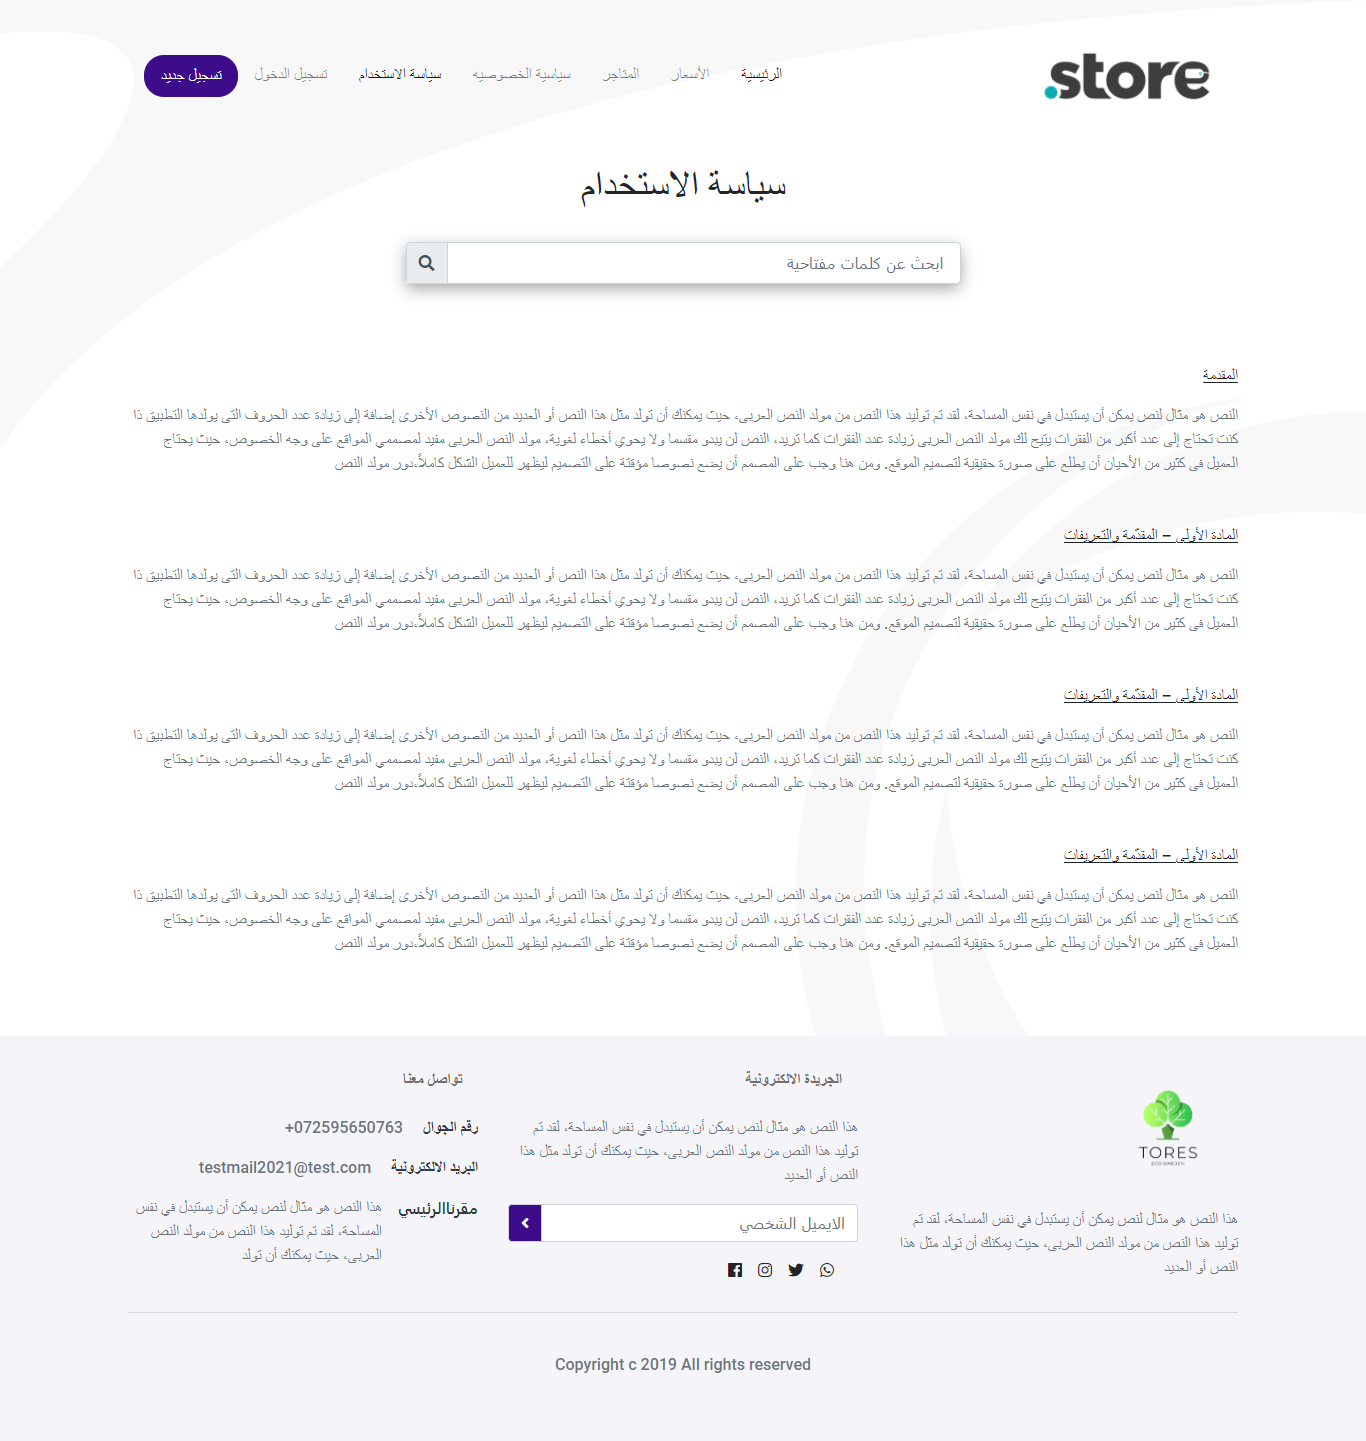 .store
الرئيسية
الأسعار
المتاجر
سياسية الخصوصيه
سياسة الاستخدام
تسجيل الدخول
تسجيل جديد
سياسة الاستخدام
ابحث عن كلمات مفتاحية
المقدمة
النص هو مثال لنص يمكن أن يستبدل في نفس المساحة، لقد تم توليد هذا النص من مولد النص العربى، حيث يمكنك أن تولد مثل هذا النص أو العديد من النصوص الأخرى إضافة إلى زيادة عدد الحروف التى يولدها التطبيق ذا
كنت تحتاج إلى عدد أكبر من الفقرات يتيح لك مولد النص العربى زيادة عدد الفقرات كما تريد، النص لن يبدو مقسما ولا يحوي أخطاء لغوية، مولد النص العربى مفيد لمصممي المواقع على وجه الخصوص، حيث يحتاج
العميل فى كثير من الأحيان أن يطلع على صورة حقيقية لتصميم الموقع. ومن هنا وجب على المصمم أن يضع نصوصا مؤقتة على التصميم ليظهر للعميل الشكل كاملاً،دور مولد النص
المادة الأولى – المقدّمة والتعريفات
النص هو مثال لنص يمكن أن يستبدل في نفس المساحة، لقد تم توليد هذا النص من مولد النص العربى، حيث يمكنك أن تولد مثل هذا النص أو العديد من النصوص الأخرى إضافة إلى زيادة عدد الحروف التى يولدها التطبيق ذا
كنت تحتاج إلى عدد أكبر من الفقرات يتيح لك مولد النص العربى زيادة عدد الفقرات كما تريد، النص لن يبدو مقسما ولا يحوي أخطاء لغوية، مولد النص العربى مفيد لمصممي المواقع على وجه الخصوص، حيث يحتاج
العميل فى كثير من الأحيان أن يطلع على صورة حقيقية لتصميم الموقع. ومن هنا وجب على المصمم أن يضع نصوصا مؤقتة على التصميم ليظهر للعميل الشكل كاملاً،دور مولد النص
المادة الأولى – المقدّمة والتعريفات
النص هو مثال لنص يمكن أن يستبدل في نفس المساحة، لقد تم توليد هذا النص من مولد النص العربى، حيث يمكنك أن تولد مثل هذا النص أو العديد من النصوص الأخرى إضافة إلى زيادة عدد الحروف التى يولدها التطبيق ذا
كنت تحتاج إلى عدد أكبر من الفقرات يتيح لك مولد النص العربى زيادة عدد الفقرات كما تريد، النص لن يبدو مقسما ولا يحوي أخطاء لغوية، مولد النص العربى مفيد لمصممي المواقع على وجه الخصوص، حيث يحتاج
العميل فى كثير من الأحيان أن يطلع على صورة حقيقية لتصميم الموقع. ومن هنا وجب على المصمم أن يضع نصوصا مؤقتة على التصميم ليظهر للعميل الشكل كاملاً،دور مولد النص
المادة الأولى – المقدّمة والتعريفات
النص هو مثال لنص يمكن أن يستبدل في نفس المساحة، لقد تم توليد هذا النص من مولد النص العربى، حيث يمكنك أن تولد مثل هذا النص أو العديد من النصوص الأخرى إضافة إلى زيادة عدد الحروف التى يولدها التطبيق ذا
كنت تحتاج إلى عدد أكبر من الفقرات يتيح لك مولد النص العربى زيادة عدد الفقرات كما تريد، النص لن يبدو مقسما ولا يحوي أخطاء لغوية، مولد النص العربى مفيد لمصممي المواقع على وجه الخصوص، حيث يحتاج
العميل فى كثير من الأحيان أن يطلع على صورة حقيقية لتصميم الموقع. ومن هنا وجب على المصمم أن يضع نصوصا مؤقتة على التصميم ليظهر للعميل الشكل كاملاً،دور مولد النص
TORES
ECO GARDEN
هذا النص هو مثال لنص يمكن أن يستبدل في نفس المساحة، لقد تم
توليد هذا النص من مولد النص العربى، حيث يمكنك أن تولد مثل هذا
النص أو العديد
الجريدة الالكترونية
هذا النص هو مثال لنص يمكن أن يستبدل في نفس المساحة، لقد تم
توليد هذا النص من مولد النص العربى، حيث يمكنك أن تولد مثل هذا
النص أو العديد
الايميل الشخصي
تواصل معنا
رقم الجوال
+072595650763
البريد الالكترونية
testmail2021@test.com
مقرناالرئيسي
هذا النص هو مثال لنص يمكن أن يستبدل في نفس
المساحة، لقد تم توليد هذا النص من مولد النص
العربى، حيث يمكنك أن تولد
Copyright c 2019 All rights reserved